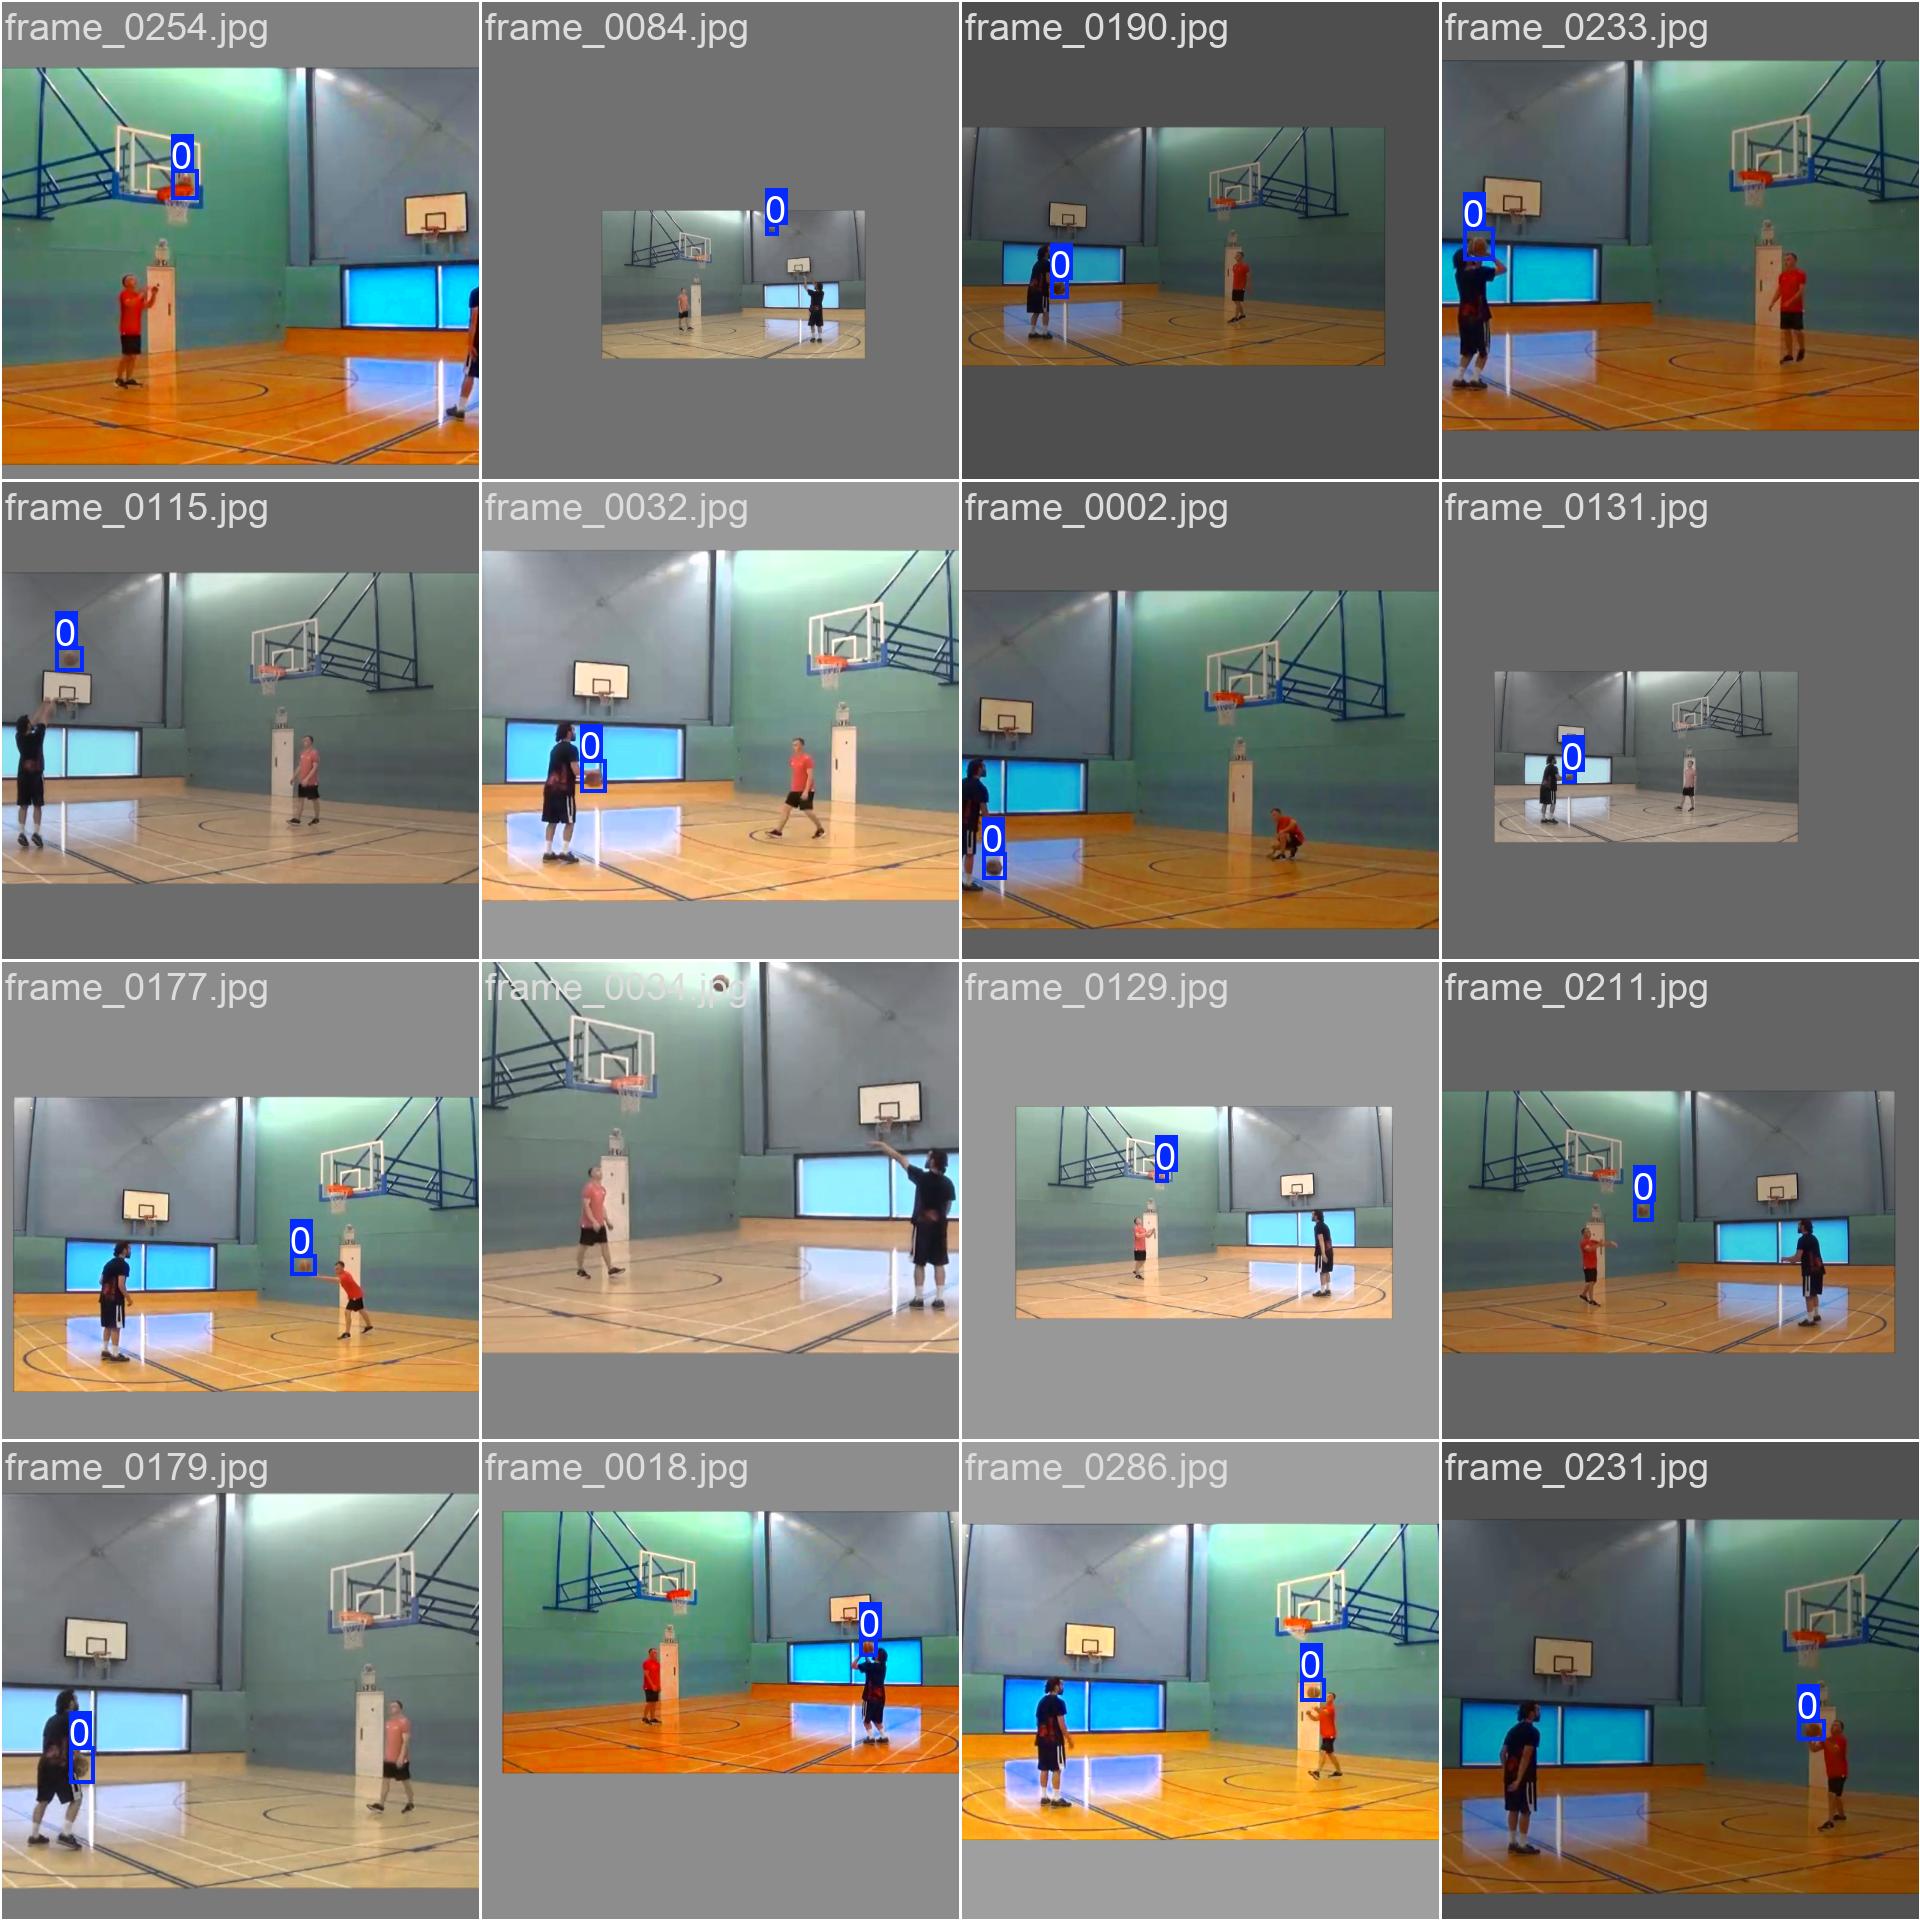 frame_0254.jpg
frame_0084.jpg
frame_0190.jpg
frame_0233.jpg
0
0
0
0
frame_0115.jpg
frame_0032.jpg
frame_0002.jpg
frame_0131.jpg
0
0
0
0
frame_0177.jpg
frame_0034.jpg
frame_0129.jpg
frame_0211.jpg
0
0
0
frame_0179.jpg
frame_0018.jpg
frame_0286.jpg
frame_0231.jpg
0
0
0
0